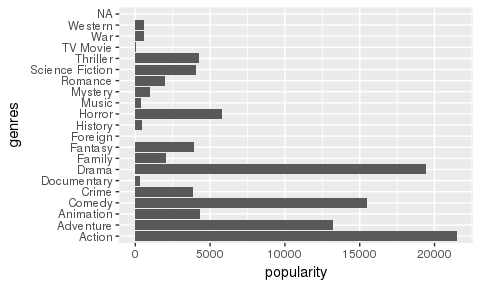 NA
Western
War
TV Movie
Thriller
Science Fiction
Romance
Mystery
Music
Horror
History
Foreign
Fantasy
Family
Drama
Documentary
Crime
Comedy
Animation
Adventure
Action
genres
0 5000 10000 15000 20000
popularity